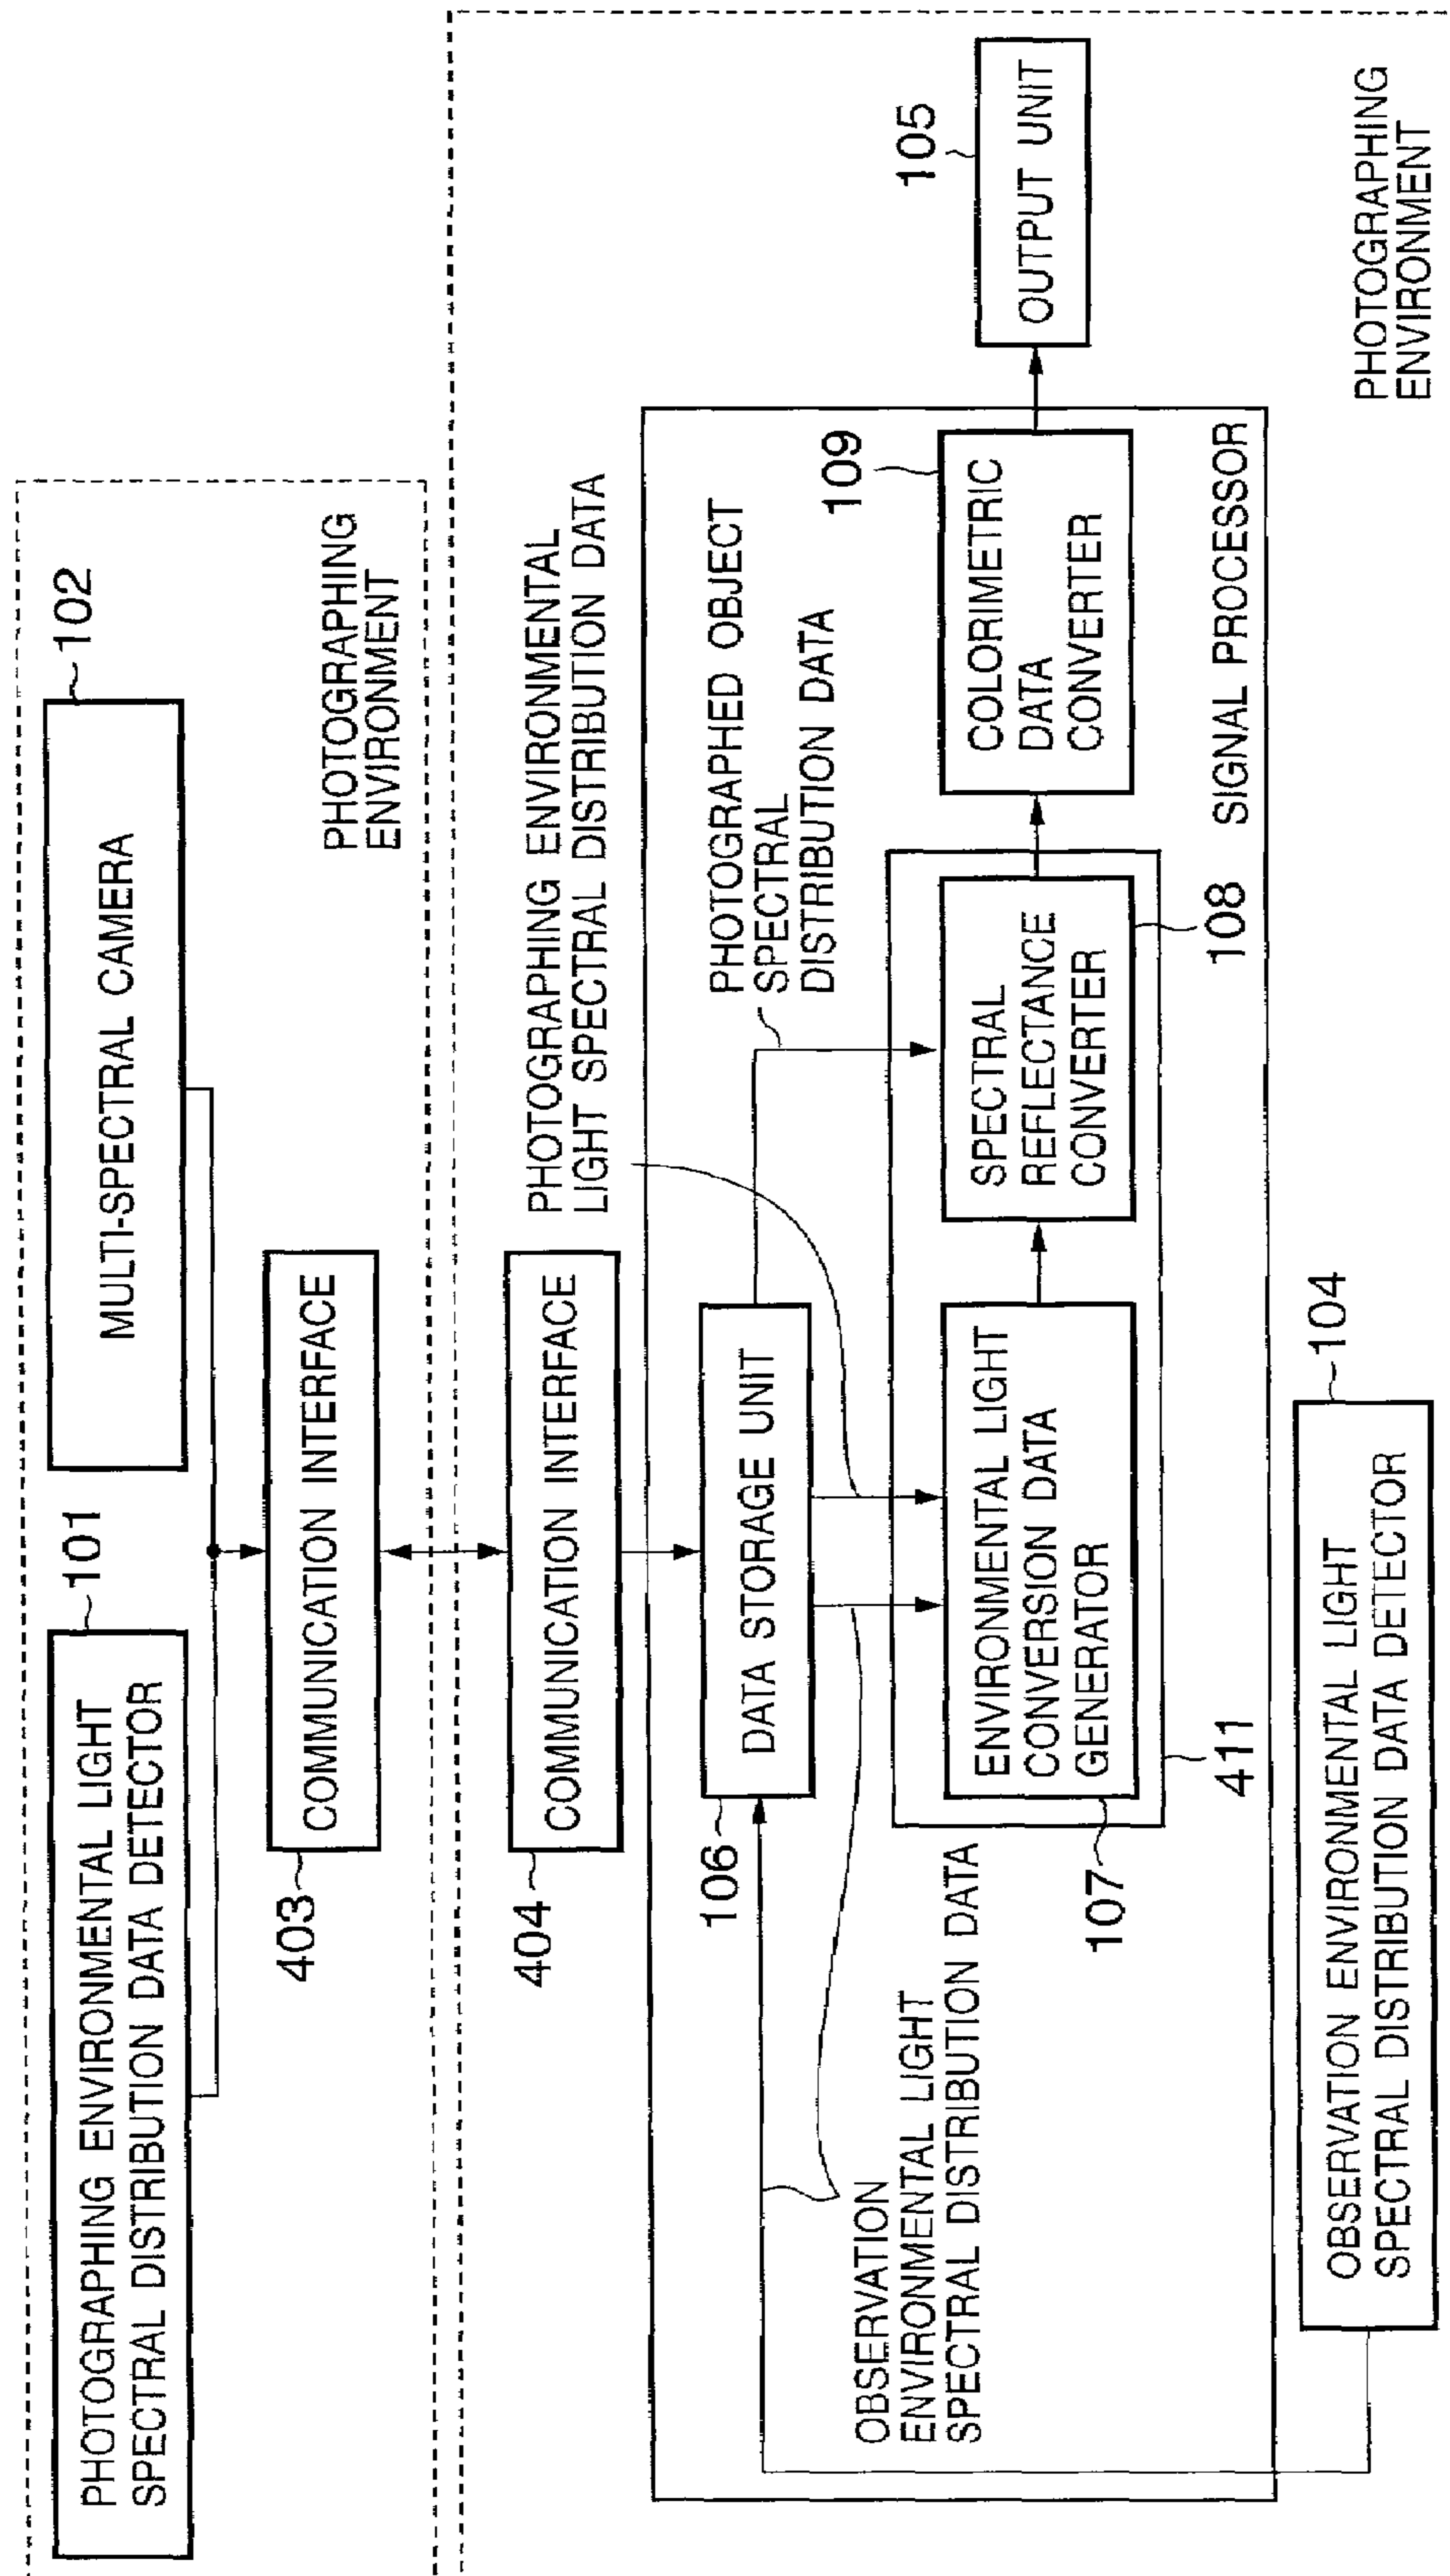 PHOTOGRAPHING ENVIRONMENTAL LIGHT
SPECTRAL DISTRIBUTION DATA DETECTOR
101
MULTI-SPECTRAL CAMERA
102
403
COMMUNICATION INTERFACE
PHOTOGRAPHING
ENVIRONMENT
404
COMMUNICATION INTERFACE
PHOTOGRAPHING ENVIRONMENTAL
LIGHT SPECTRAL DISTRIBUTION DATA
106
DATA STORAGE UNIT
PHOTOGRAPHED OBJECT
SPECTRAL
DISTRIBUTION DATA
OBSERVATION
ENVIRONMENTAL LIGHT
SPECTRAL DISTRIBUTION DATA
107
ENVIRONMENTAL LIGHT
CONVERSION DATA
GENERATOR
411
SPECTRAL
REFLECTANCE
CONVERTER
108
109
COLORIMETRIC
DATA
CONVERTER
SIGNAL PROCESSOR
105
OUTPUT UNIT
OBSERVATION ENVIRONMENTAL LIGHT
SPECTRAL DISTRIBUTION DATA DETECTOR
104
PHOTOGRAPHING
ENVIRONMENT